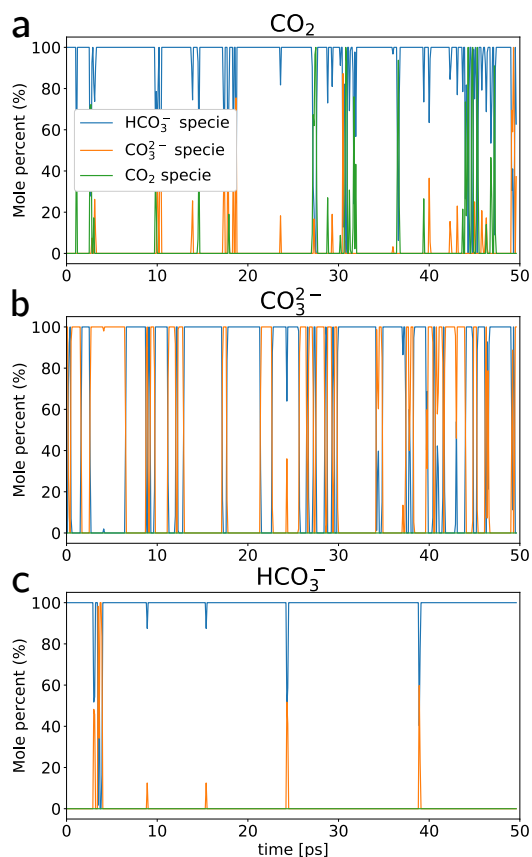 a
CO₂
Mole percent (%)
100
80
60
40
20
0
HCO₃⁻ specie
CO₃²⁻ specie
CO₂ specie
0 10 20 30 40 50
b
CO₃²⁻
Mole percent (%)
100
80
60
40
20
0
0 10 20 30 40 50
c
HCO₃⁻
Mole percent (%)
100
80
60
40
20
0
0 10 20 30 40 50
time [ps]